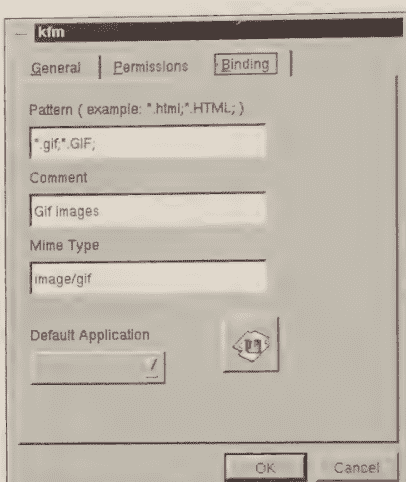 kfm
General Permissions Binding
Pattern ( example: *.html;*.HTML; )
*.gif;*.GIF;
Comment
Gif images
Mime Type
image/gif
Default Application
OK Cancel